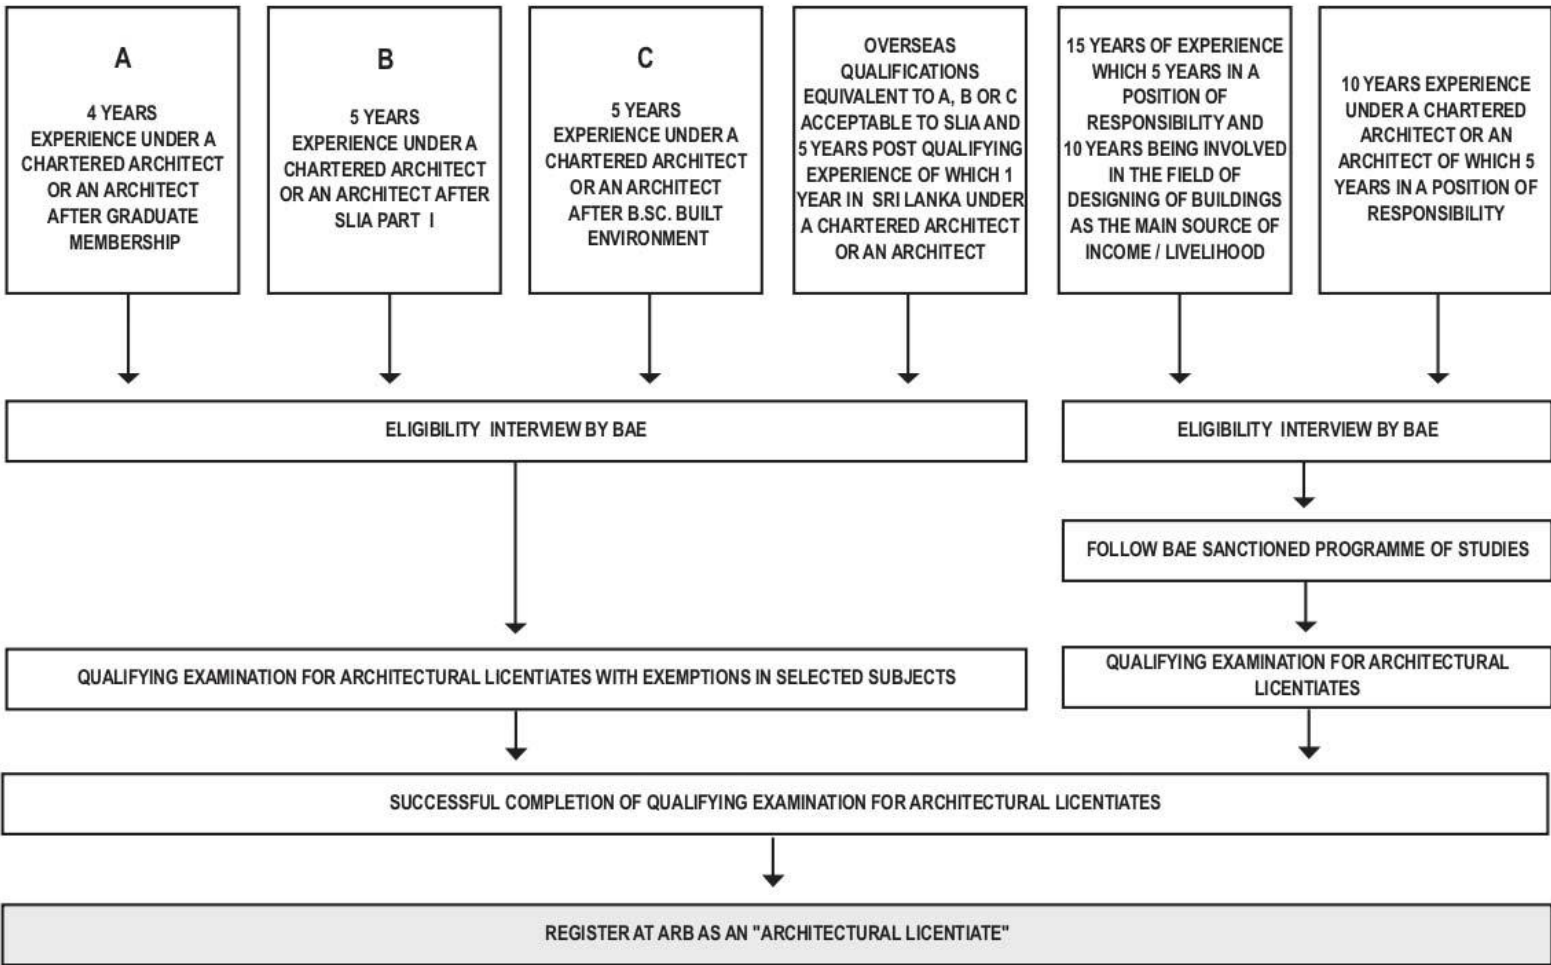 A
4 YEARS
EXPERIENCE UNDER A
CHARTERED ARCHITECT
OR AN ARCHITECT
AFTER GRADUATE
MEMBERSHIP
B
5 YEARS
EXPERIENCE UNDER A
CHARTERED ARCHITECT
OR AN ARCHITECT AFTER
SLIA PART I
C
5 YEARS
EXPERIENCE UNDER A
CHARTERED ARCHITECT
OR AN ARCHITECT
AFTER B.SC. BUILT
ENVIRONMENT
OVERSEAS
QUALIFICATIONS
EQUIVALENT TO A, B OR C
ACCEPTABLE TO SLIA AND
5 YEARS POST QUALIFYING
EXPERIENCE OF WHICH 1
YEAR IN SRI LANKA UNDER
A CHARTERED ARCHITECT
OR AN ARCHITECT
15 YEARS OF EXPERIENCE
WHICH 5 YEARS IN A
POSITION OF
RESPONSIBILITY AND
10 YEARS BEING INVOLVED
IN THE FIELD OF
DESIGNING OF BUILDINGS
AS THE MAIN SOURCE OF
INCOME / LIVELIHOOD
10 YEARS EXPERIENCE
UNDER A CHARTERED
ARCHITECT OR AN
ARCHITECT OF WHICH 5
YEARS IN A POSITION OF
RESPONSIBILITY
ELIGIBILITY INTERVIEW BY BAE
ELIGIBILITY INTERVIEW BY BAE
FOLLOW BAE SANCTIONED PROGRAMME OF STUDIES
QUALIFYING EXAMINATION FOR ARCHITECTURAL LICENTIATES WITH EXEMPTIONS IN SELECTED SUBJECTS
QUALIFYING EXAMINATION FOR ARCHITECTURAL
LICENTIATES
SUCCESSFUL COMPLETION OF QUALIFYING EXAMINATION FOR ARCHITECTURAL LICENTIATES
REGISTER AT ARB AS AN "ARCHITECTURAL LICENTIATE"